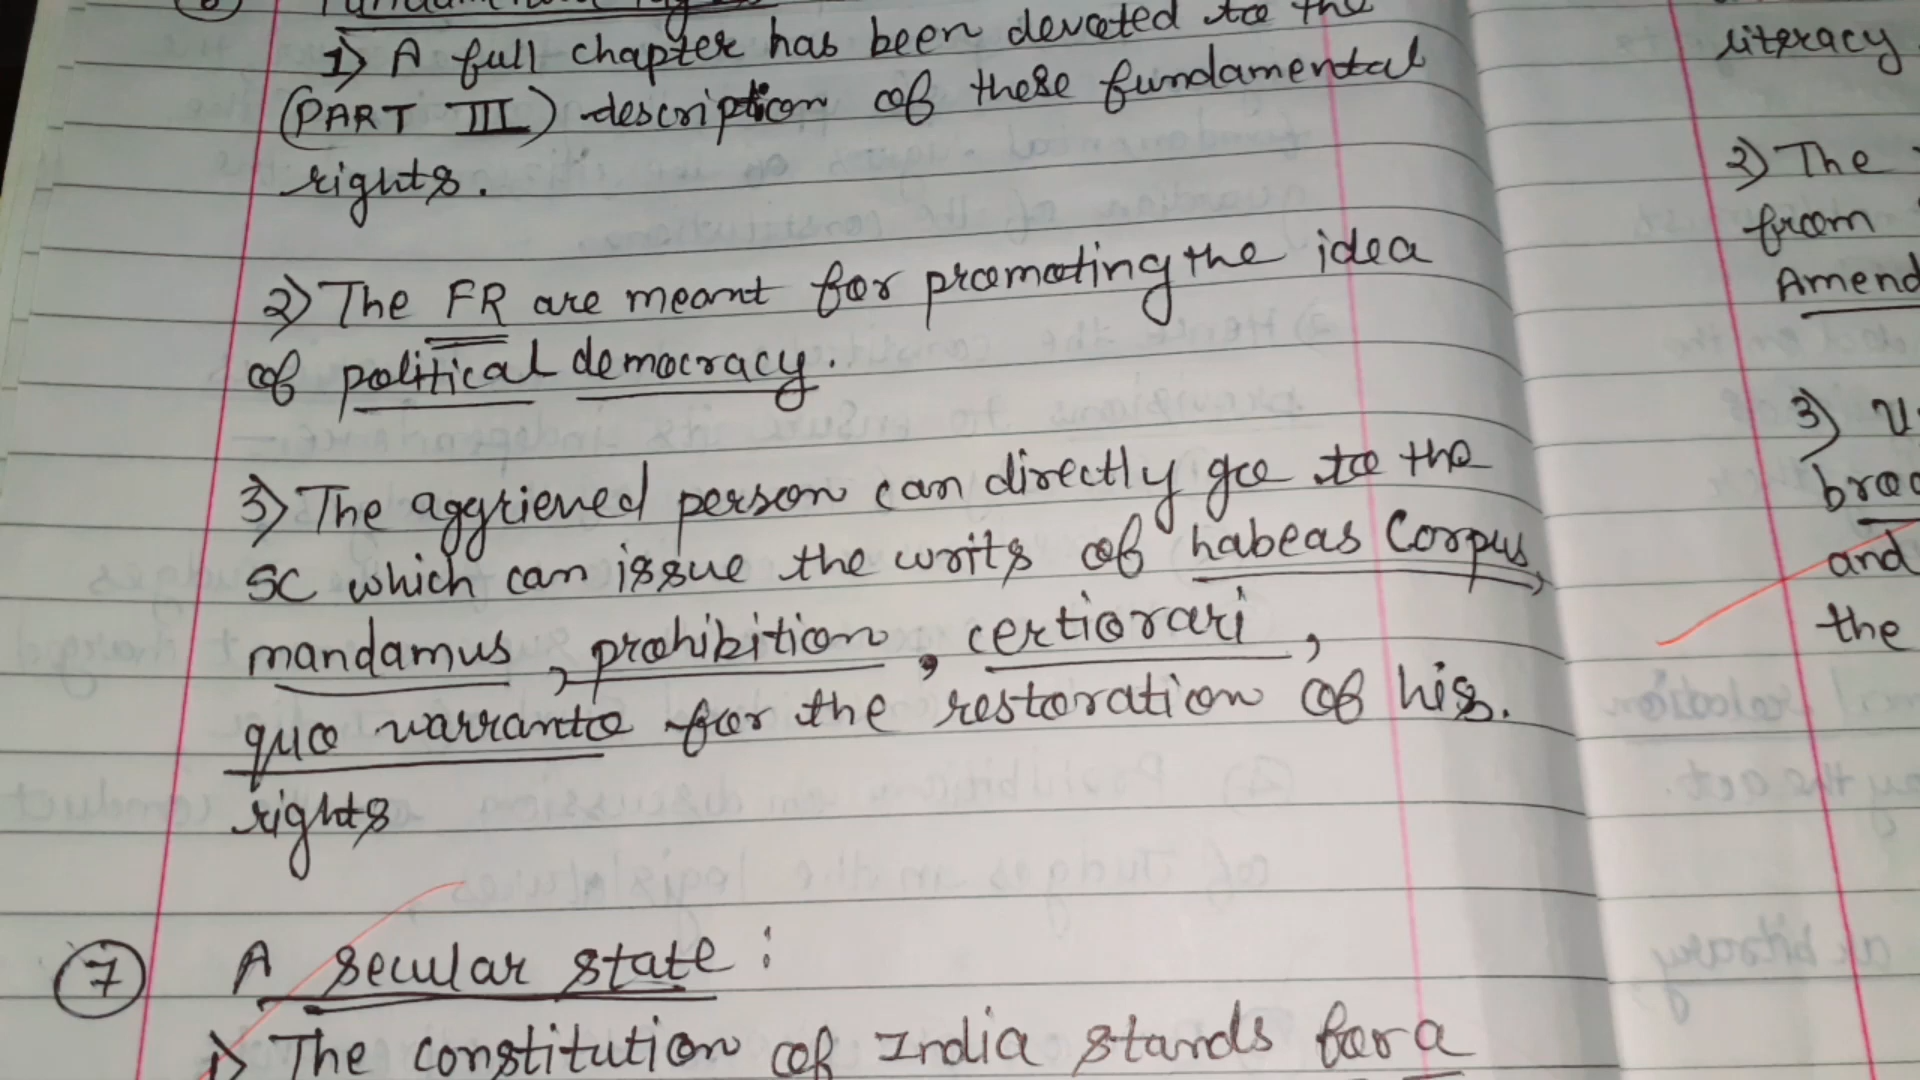 Fundamental rights
1) A full chapter has been devoted to the
(PART III) description of these fundamental
rights.
2) The FR are meant for promoting the idea
of political democracy.
3) The aggrieved person can directly go to the
SC which can issue the writs of habeas Corpus,
mandamus, prohibition, certiorari,
quo warranto for the restoration of his.
rights
7 A secular state:
1) The constitution of India stands for a
literacy
2) The
from
Amend
3)
and
the